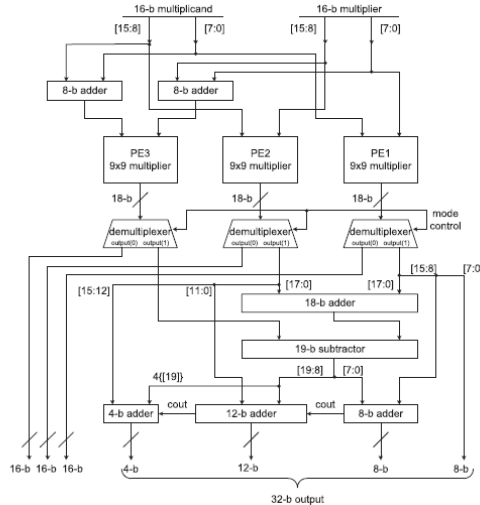 16-b multiplicand 16-b multiplier
[15:8] [7:0] [15:8] [7:0]
8-b adder 8-b adder
PE3 PE2 PE1
9x9 multiplier 9x9 multiplier 9x9 multiplier
18-b 18-b 18-b
mode
control
demultiplexer demultiplexer demultiplexer
output(0) output(1) output(0) output(1) output(0) output(1)
[15:8] [7:0]
[15:12] [11:0] [17:0] [17:0]
18-b adder
19-b subtractor
[19:8] [7:0]
4{[19]}
cout cout
4-b adder 12-b adder 8-b adder
16-b 16-b 16-b 4-b 12-b 8-b 8-b
32-b output